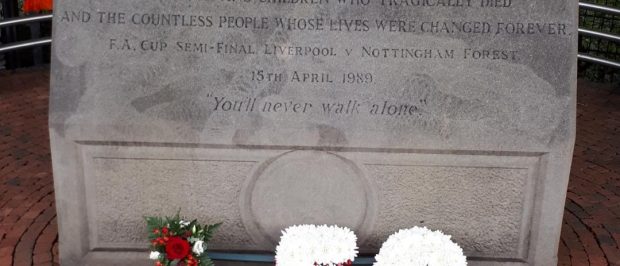 CHILDREN WHO TRAGICALLY DIED
AND THE COUNTLESS PEOPLE WHOSE LIVES WERE CHANGED FOREVER.
F.A. CUP SEMI-FINAL LIVERPOOL V NOTTINGHAM FOREST
15TH APRIL 1989
"You'll never walk alone."